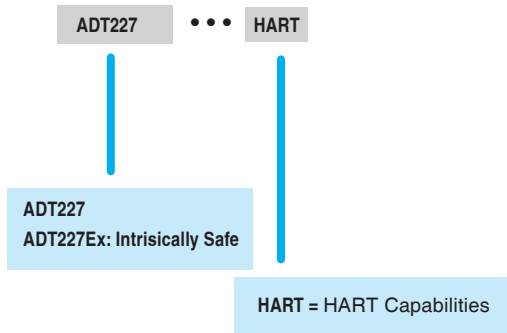 ADT227 ••• HART
ADT227
ADT227Ex: Intrisically Safe
HART = HART Capabilities